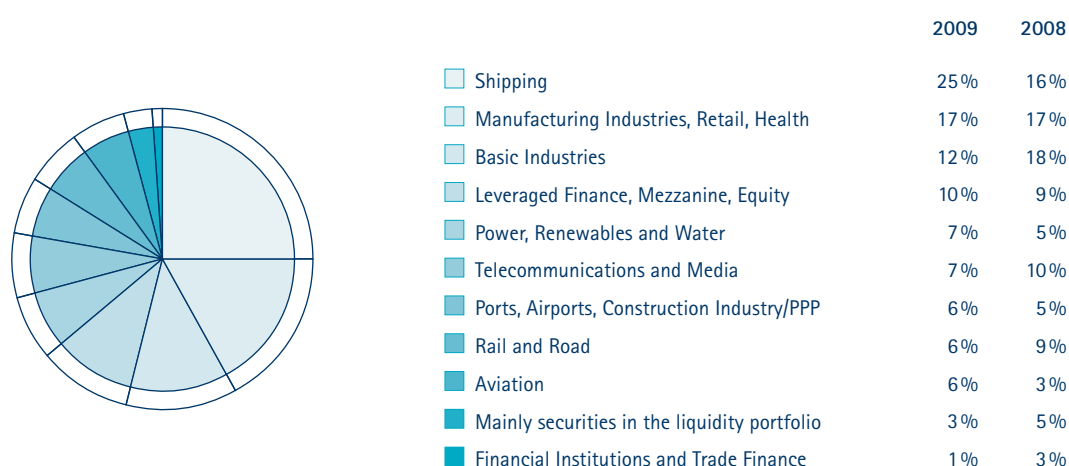 2009 2008
Shipping 25% 16%
Manufacturing Industries, Retail, Health 17% 17%
Basic Industries 12% 18%
Leveraged Finance, Mezzanine, Equity 10% 9%
Power, Renewables and Water 7% 5%
Telecommunications and Media 7% 10%
Ports, Airports, Construction Industry/PPP 6% 5%
Rail and Road 6% 9%
Aviation 6% 3%
Mainly securities in the liquidity portfolio 3% 5%
Financial Institutions and Trade Finance 1% 3%